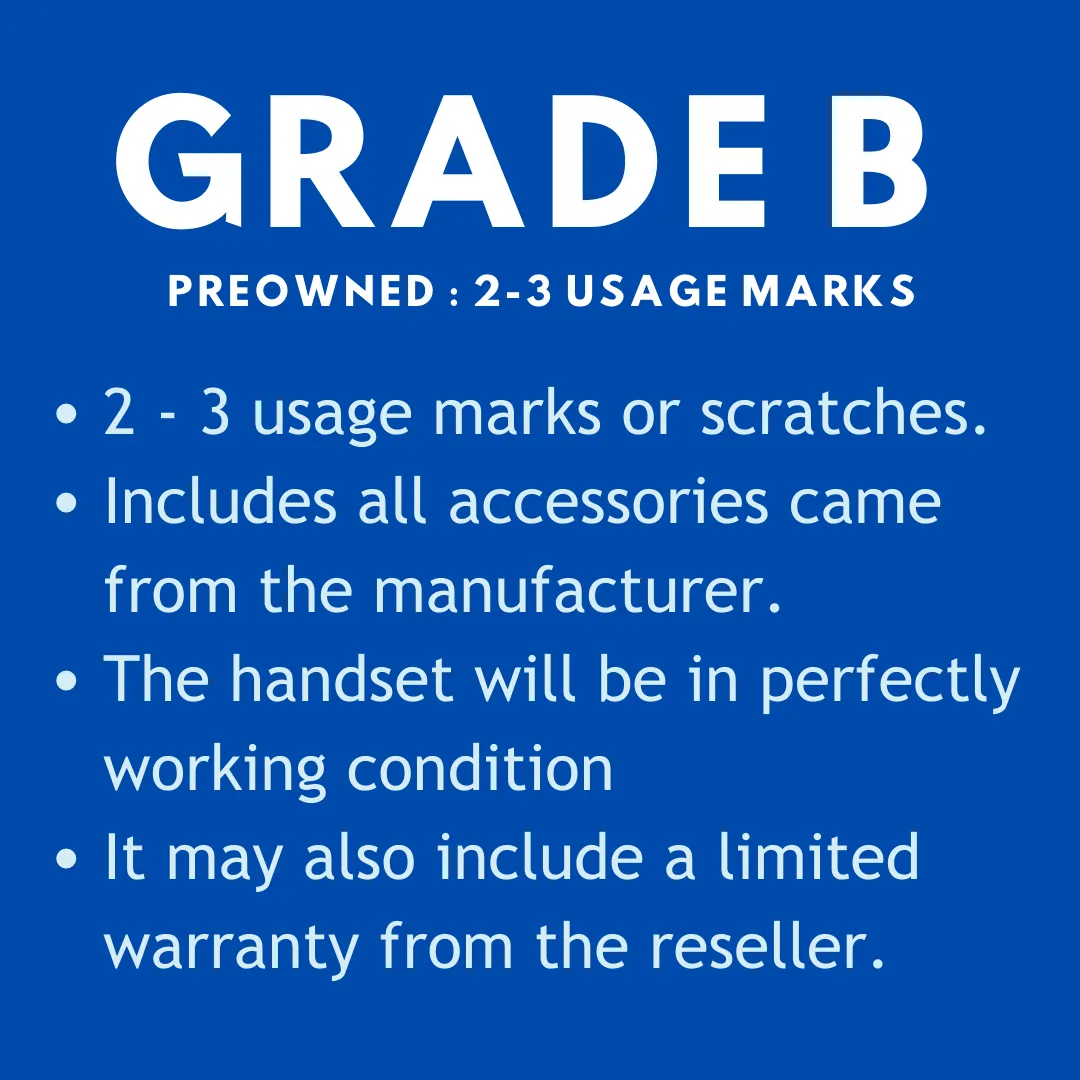 GRADE B
PREOWNED : 2-3 USAGE MARKS
• 2 - 3 usage marks or scratches.
• Includes all accessories came
from the manufacturer.
• The handset will be in perfectly
working condition
• It may also include a limited
warranty from the reseller.